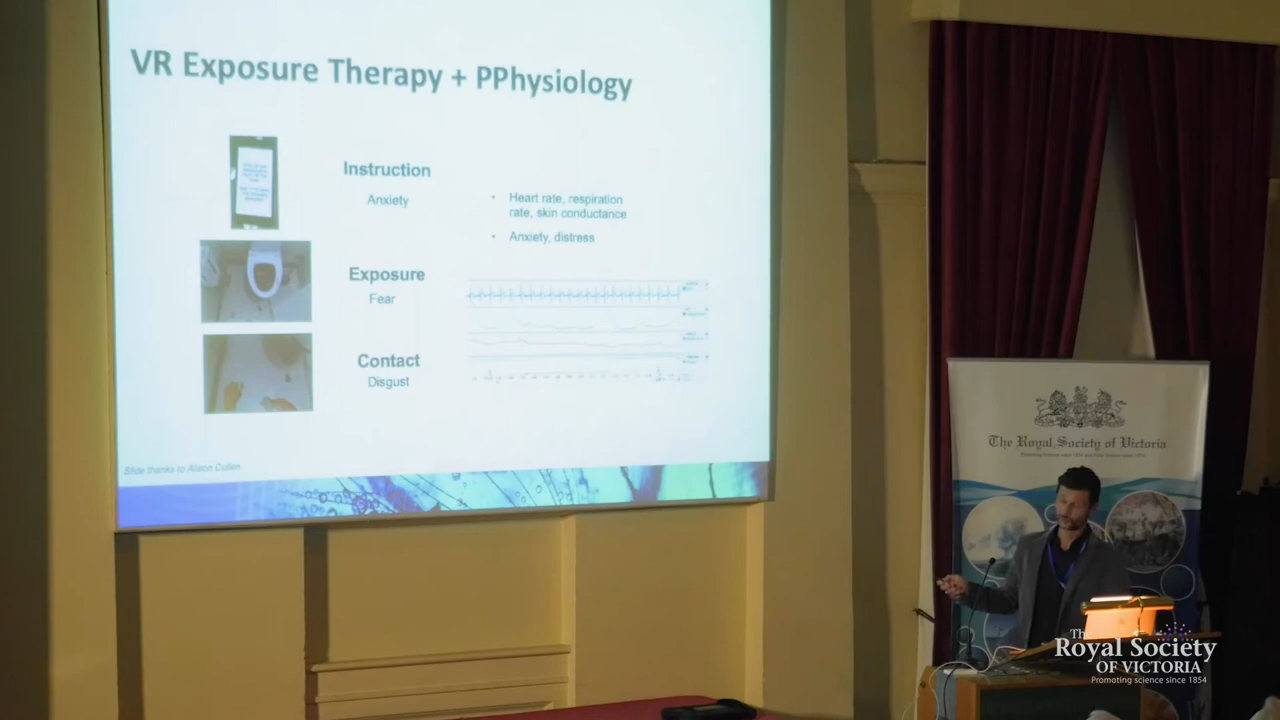 VR Exposure Therapy + PPhysiology
Instruction
Anxiety
• Heart rate, respiration
rate, skin conductance
• Anxiety, distress
Exposure
Fear
Contact
Disgust
Slide thanks to Alison Cullen
The Royal Society of Victoria
The
Royal Society
OF VICTORIA
Promoting science since 1854